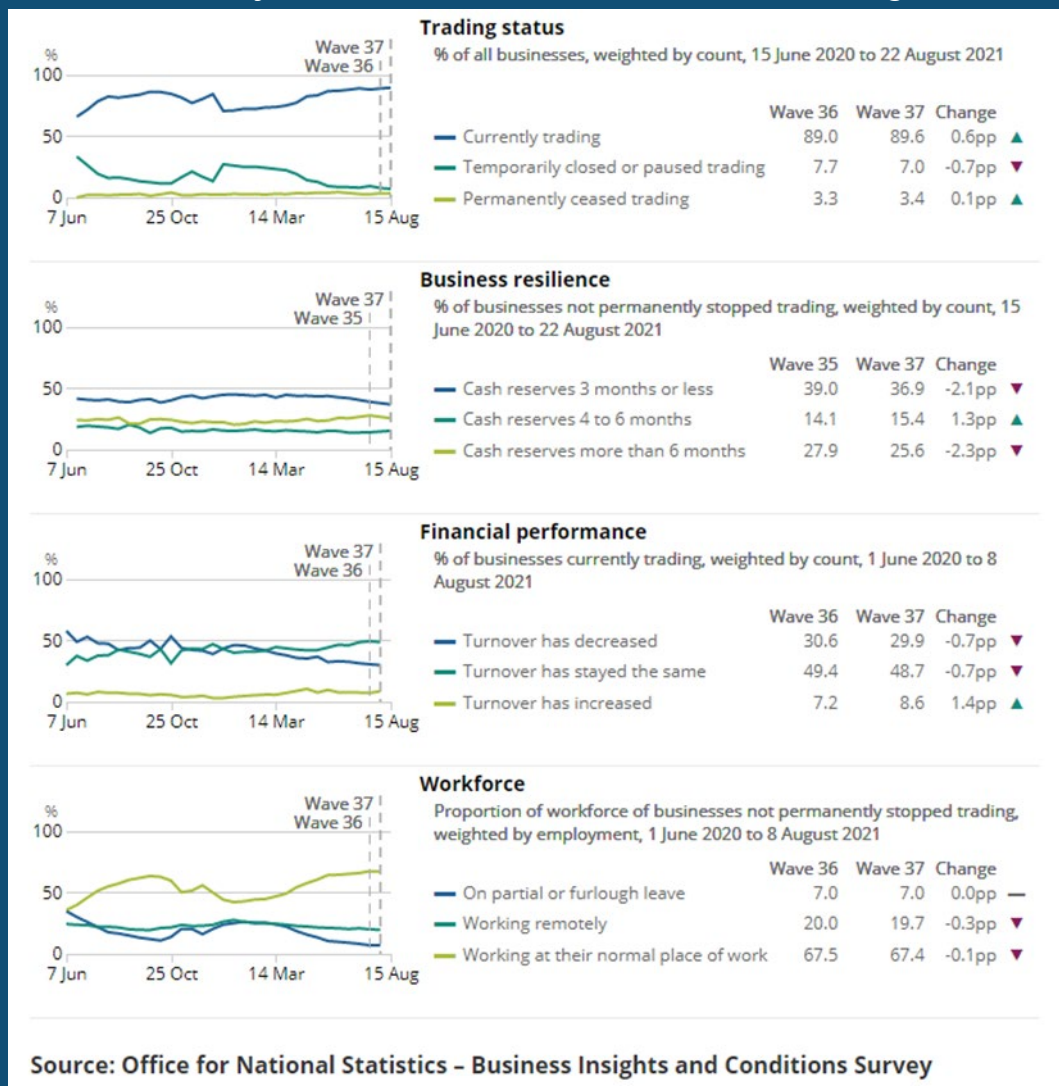 Trading status
% of all businesses, weighted by count, 15 June 2020 to 22 August 2021
%
Wave 37
Wave 36
100
50
0
7 Jun 25 Oct 14 Mar 15 Aug
Wave 36 Wave 37 Change
Currently trading 89.0 89.6 0.6pp ▲
Temporarily closed or paused trading 7.7 7.0 -0.7pp ▼
Permanently ceased trading 3.3 3.4 0.1pp ▲
Business resilience
% of businesses not permanently stopped trading, weighted by count, 15
June 2020 to 22 August 2021
%
Wave 37
Wave 35
100
50
0
7 Jun 25 Oct 14 Mar 15 Aug
Wave 35 Wave 37 Change
Cash reserves 3 months or less 39.0 36.9 -2.1pp ▼
Cash reserves 4 to 6 months 14.1 15.4 1.3pp ▲
Cash reserves more than 6 months 27.9 25.6 -2.3pp ▼
Financial performance
% of businesses currently trading, weighted by count, 1 June 2020 to 8
August 2021
%
Wave 37
Wave 36
100
50
0
7 Jun 25 Oct 14 Mar 15 Aug
Wave 36 Wave 37 Change
Turnover has decreased 30.6 29.9 -0.7pp ▼
Turnover has stayed the same 49.4 48.7 -0.7pp ▼
Turnover has increased 7.2 8.6 1.4pp ▲
Workforce
Proportion of workforce of businesses not permanently stopped trading,
weighted by employment, 1 June 2020 to 8 August 2021
%
Wave 37
Wave 36
100
50
0
7 Jun 25 Oct 14 Mar 15 Aug
Wave 36 Wave 37 Change
On partial or furlough leave 7.0 7.0 0.0pp —
Working remotely 20.0 19.7 -0.3pp ▼
Working at their normal place of work 67.5 67.4 -0.1pp ▼
Source: Office for National Statistics – Business Insights and Conditions Survey